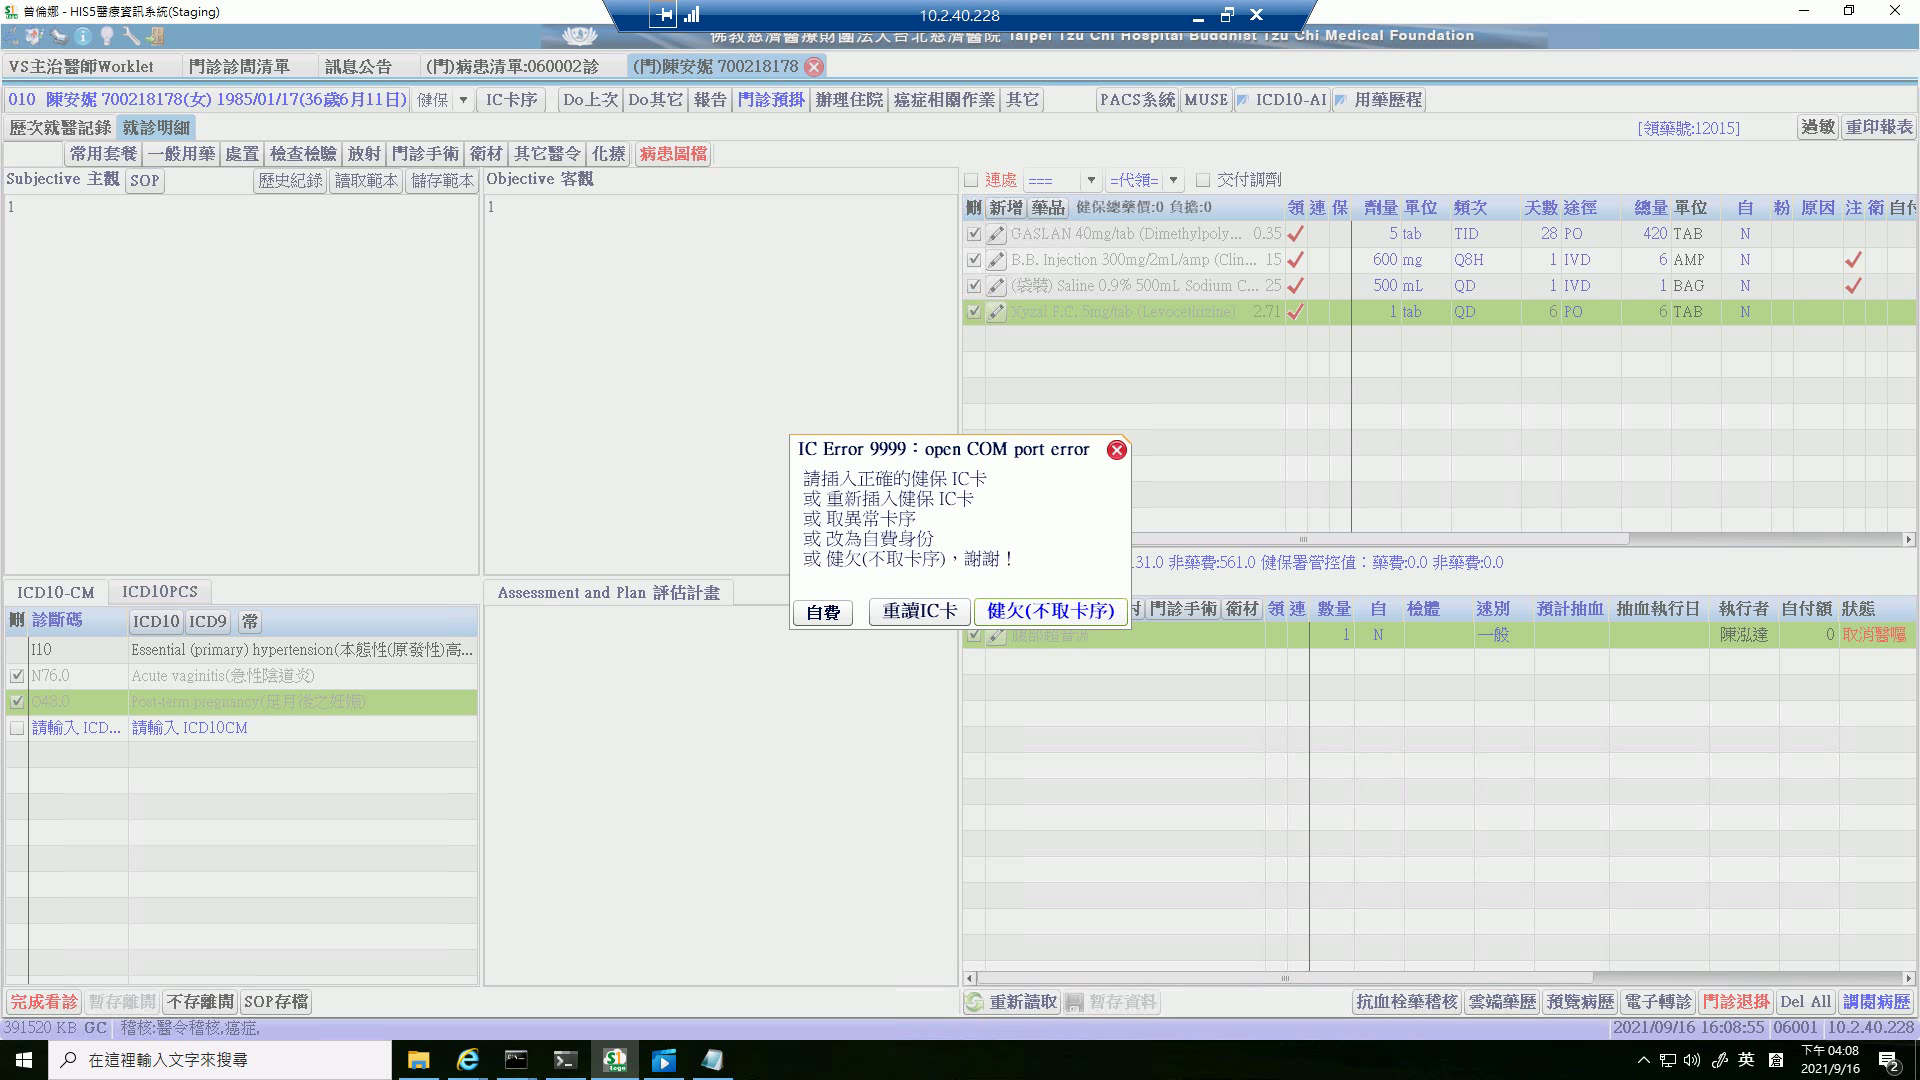 曾倫娜 - HIS5醫療資訊系統(Staging)
10.2.40.228
佛教慈濟醫療財團法人台北慈濟醫院 Taipei Tzu Chi Hospital Buddhist Tzu Chi Medical Foundation
VS主治醫師Worklet 門診診間清單 訊息公告 (門)病患清單:060002診 (門)陳安妮 700218178
010 陳安妮 700218178(女) 1985/01/17(36歲6月11日) 健保 IC卡序 Do上次 Do其它 報告 門診預掛 辦理住院 癌症相關作業 其它 PACS系統 MUSE ICD10-AI 用藥歷程
歷次就醫記錄 就診明細 [領藥號:12015] 過敏 重印報表
常用套餐 一般用藥 處置 檢查檢驗 放射 門診手術 衛材 其它醫令 化療 病患圖檔
Subjective 主觀 SOP 歷史紀錄 讀取範本 儲存範本 Objective 客觀
連處 === =代領= 交付調劑
1 1
刪 新增 藥品 健保總藥價:0 負擔:0 領 連 保 劑量 單位 頻次 天數 途徑 總量 單位 自 粉 原因 注 衛 自付
GASLAN 40mg/tab (Dimethylpoly... 0.35 5 tab TID 28 PO 420 TAB N
B.B. Injection 300mg/2mL/amp (Clin... 15 600 mg Q8H 1 IVD 6 AMP N
(袋裝) Saline 0.9% 500mL Sodium C... 25 500 mL QD 1 IVD 1 BAG N
Xyzal F.C. 5mg/tab (Levocetirizine) 2.71 1 tab QD 6 PO 6 TAB N
IC Error 9999：open COM port error
請插入正確的健保 IC卡
或 重新插入健保 IC卡
或 取異常卡序
或 改為自費身份
或 健欠(不取卡序)，謝謝！
自費 重讀IC卡 健欠(不取卡序)
31.0 非藥費:561.0 健保署管控值：藥費:0.0 非藥費:0.0
ICD10-CM ICD10PCS
Assessment and Plan 評估計畫
刪 診斷碼 ICD10 ICD9 常
I10 Essential (primary) hypertension(本態性(原發性)高...
N76.0 Acute vaginitis(急性陰道炎)
O48.0 Post-term pregnancy(足月後之妊娠)
請輸入 ICD... 請輸入 ICD10CM
門診手術 衛材 領 連 數量 自 檢體 速別 預計抽血 抽血執行日 執行者 自付額 狀態
腹部超音波 1 N 一般 陳泓達 0 取消醫囑
完成看診 暫存離開 不存離開 SOP存檔 重新讀取 暫存資料 抗血栓藥稽核 雲端藥歷 預覽病歷 電子轉診 門診退掛 Del All 調閱病歷
391520 KB GC 稽核:醫令稽核,癌症, 2021/09/16 16:08:55 06001 10.2.40.228
在這裡輸入文字來搜尋
英
下午 04:08
2021/9/16
2